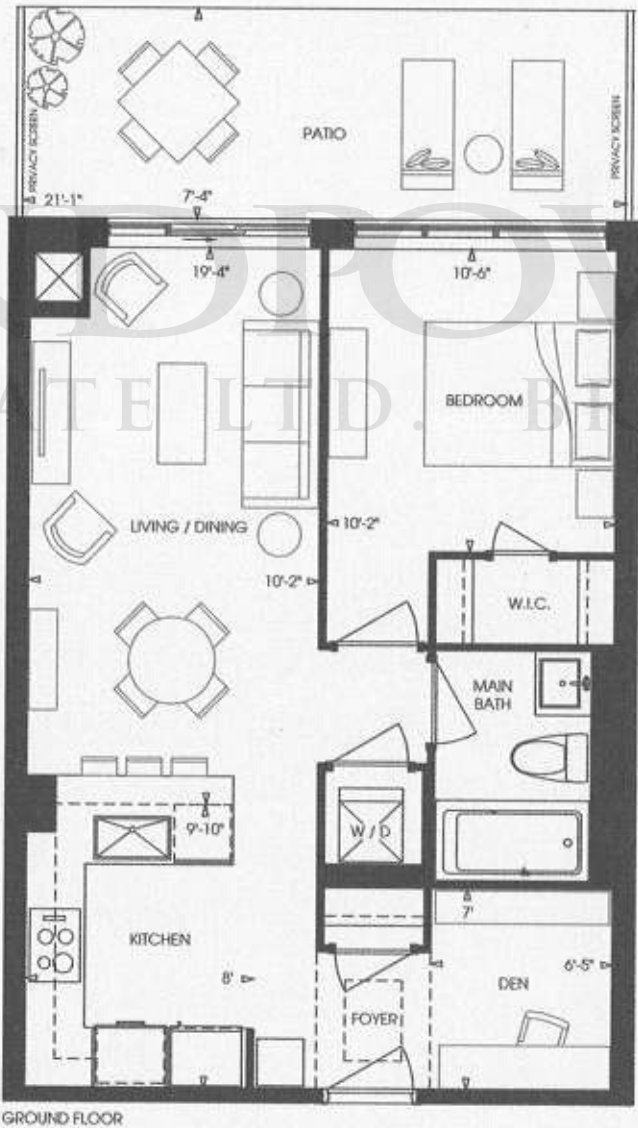 PRIVACY SCREEN
PATIO
PRIVACY SCREEN
21'-1"
7'-4"
19'-4"
10'-6"
BEDROOM
LIVING / DINING
10'-2"
10'-2"
W.I.C.
MAIN
BATH
9'-10"
W / D
KITCHEN
7'
8'
6'-5"
DEN
FOYER
GROUND FLOOR